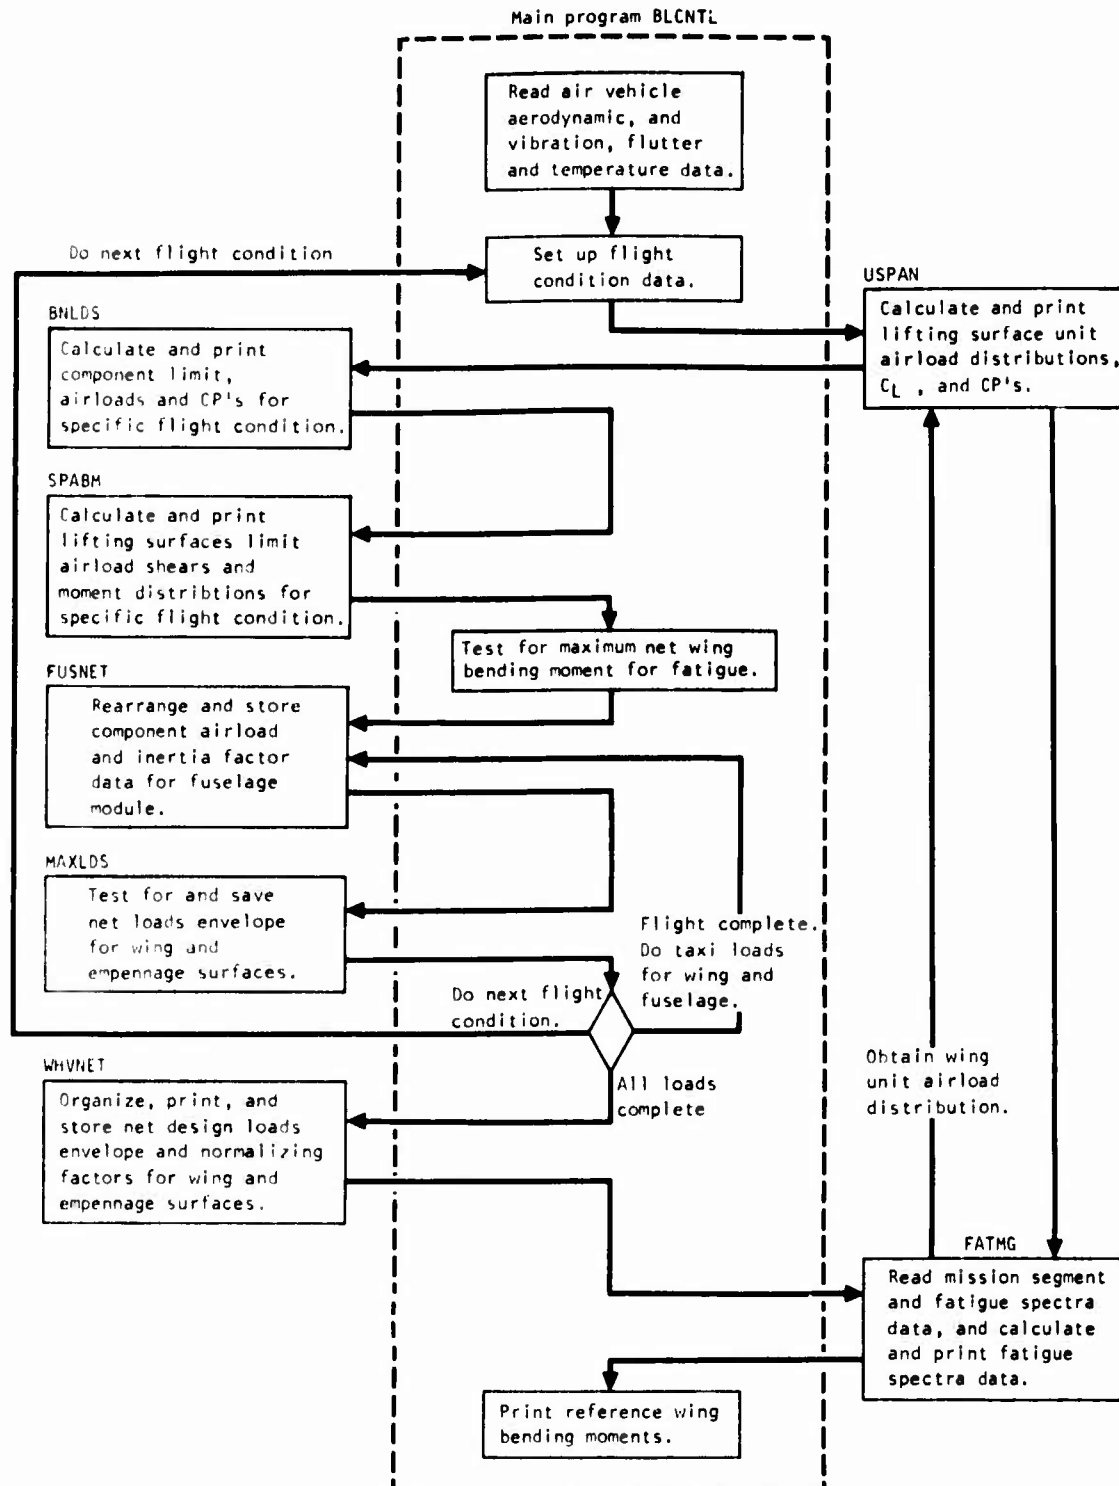 Main program BLCNTL
Read air vehicle
aerodynamic, and
vibration, flutter
and temperature data.
Do next flight condition
Set up flight
condition data.
USPAN
Calculate and print
lifting surface unit
airload distributions,
CL , and CP's.
BNLDS
Calculate and print
component limit,
airloads and CP's for
specific flight condition.
SPABM
Calculate and print
lifting surfaces limit
airload shears and
moment distribtions for
specific flight condition.
Test for maximum net wing
bending moment for fatigue.
FUSNET
Rearrange and store
component airload
and inertia factor
data for fuselage
module.
MAXLDS
Test for and save
net loads envelope
for wing and
empennage surfaces.
Flight complete.
Do taxi loads
for wing and
fuselage.
Do next flight
condition.
All loads
complete
Obtain wing
unit airload
distribution.
WHVNET
Organize, print, and
store net design loads
envelope and normalizing
factors for wing and
empennage surfaces.
FATMG
Read mission segment
and fatigue spectra
data, and calculate
and print fatigue
spectra data.
Print reference wing
bending moments.